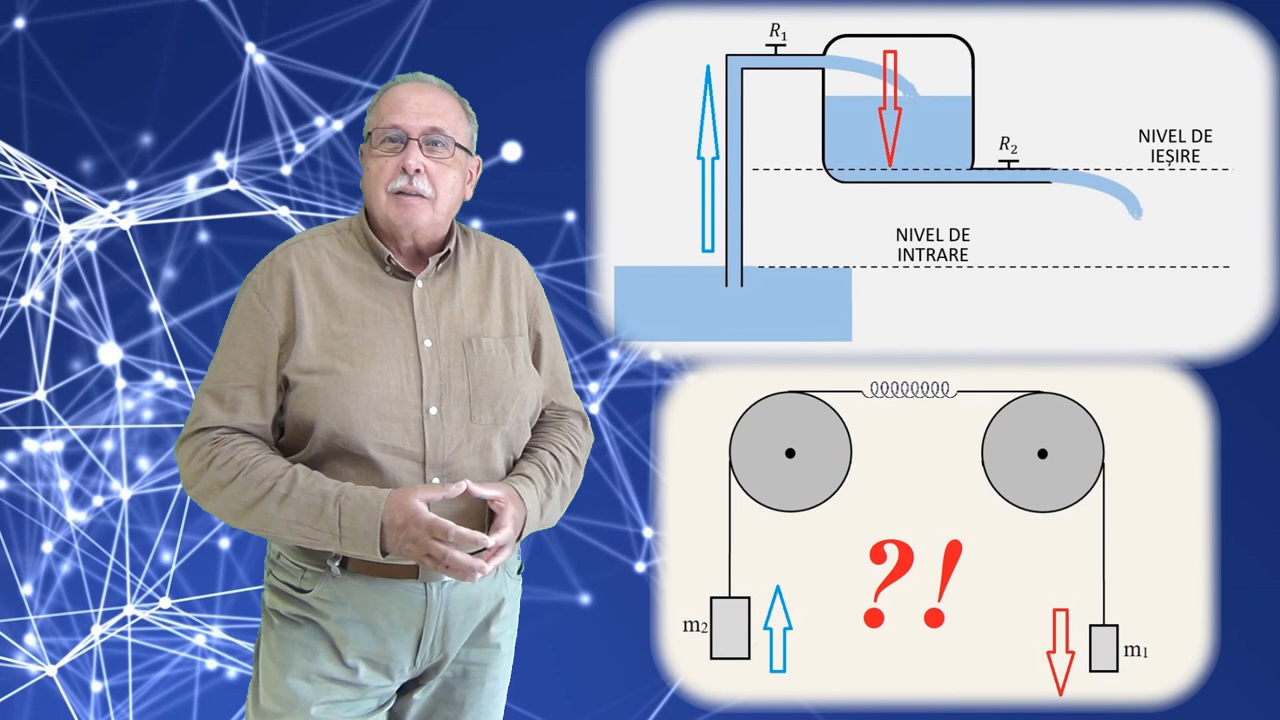 R₁
R₂
NIVEL DE
IEȘIRE
NIVEL DE
INTRARE
?!
m₂
m₁